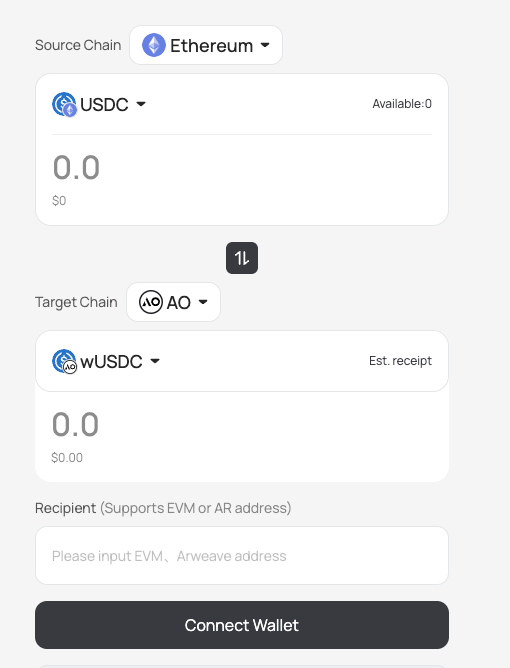 Source Chain Ethereum
USDC Available:0
0.0
$0
Target Chain AO AO
wUSDC Est. receipt
0.0
$0.00
Recipient (Supports EVM or AR address)
Please input EVM、Arweave address
Connect Wallet